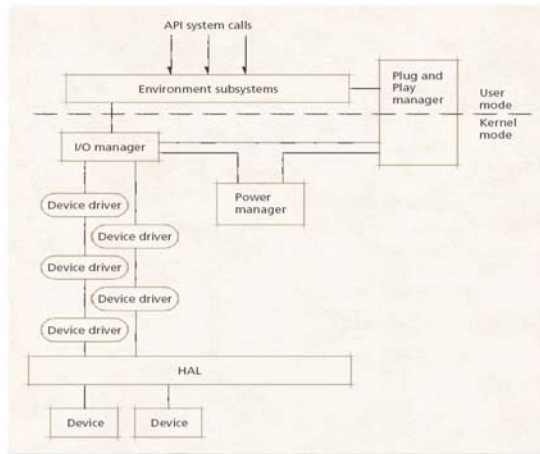 API system calls
Environment subsystems
Plug and
Play
manager
User
mode
Kernel
mode
I/O manager
Power
manager
Device driver
Device driver
Device driver
Device driver
Device driver
HAL
Device
Device